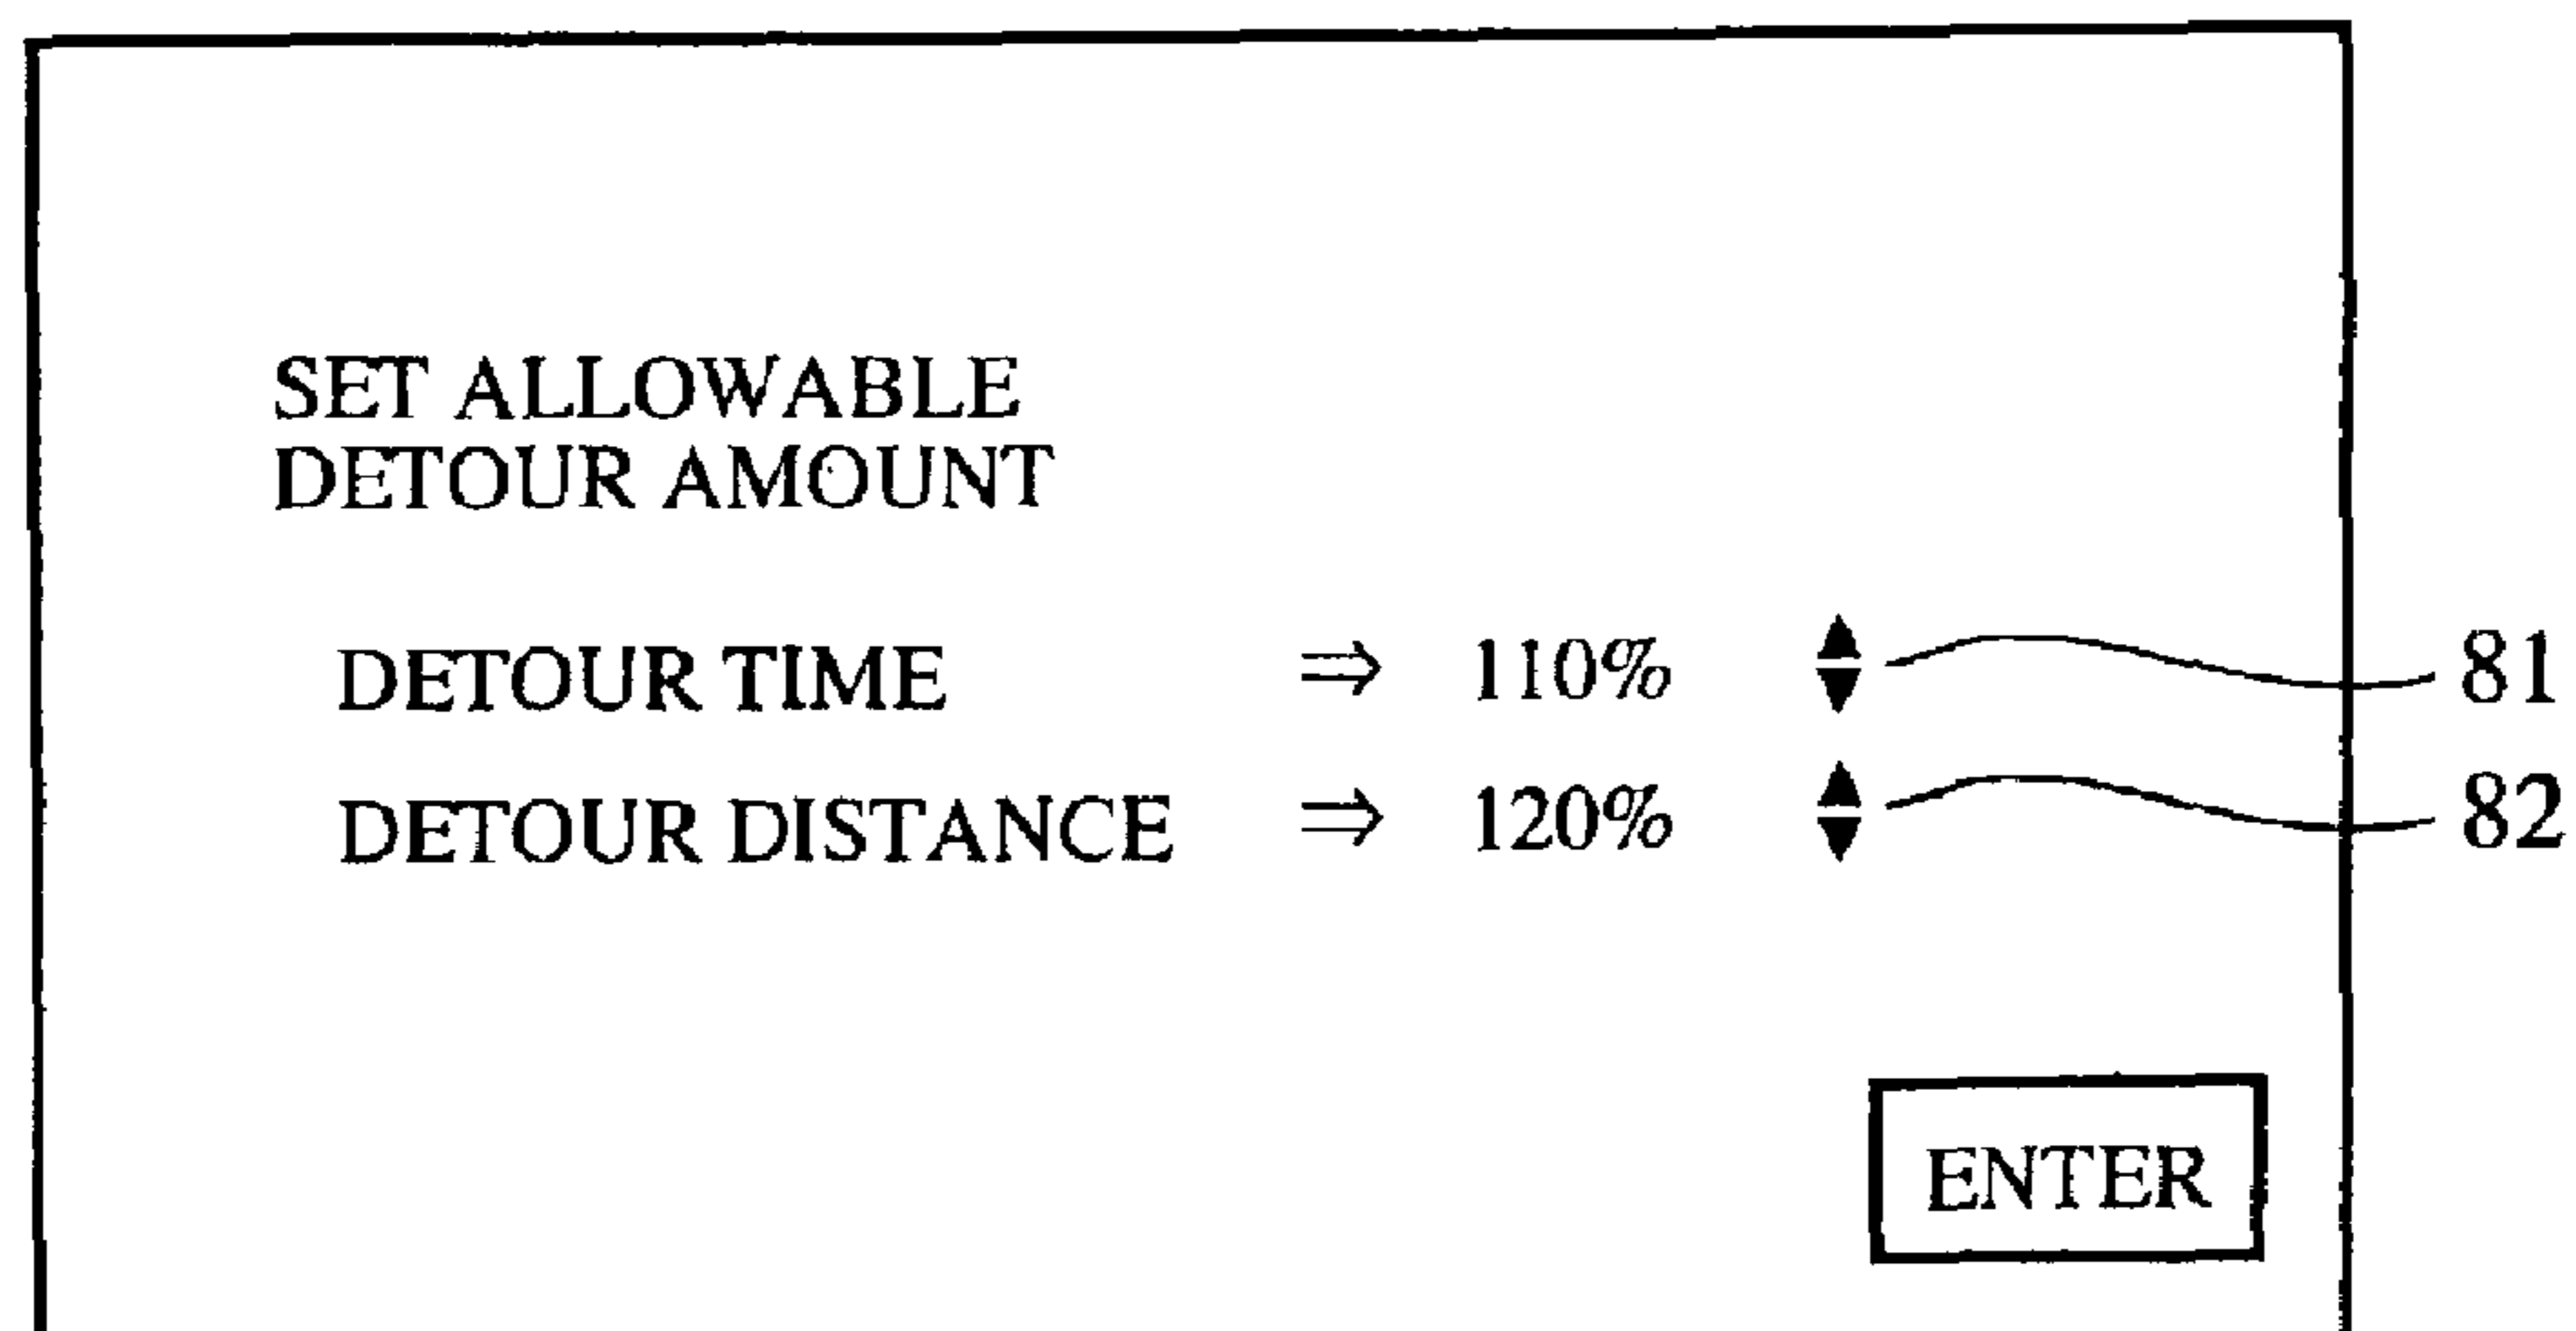 SET ALLOWABLE
DETOUR AMOUNT
DETOUR TIME ⇒ 110% 81
DETOUR DISTANCE ⇒ 120% 82
ENTER